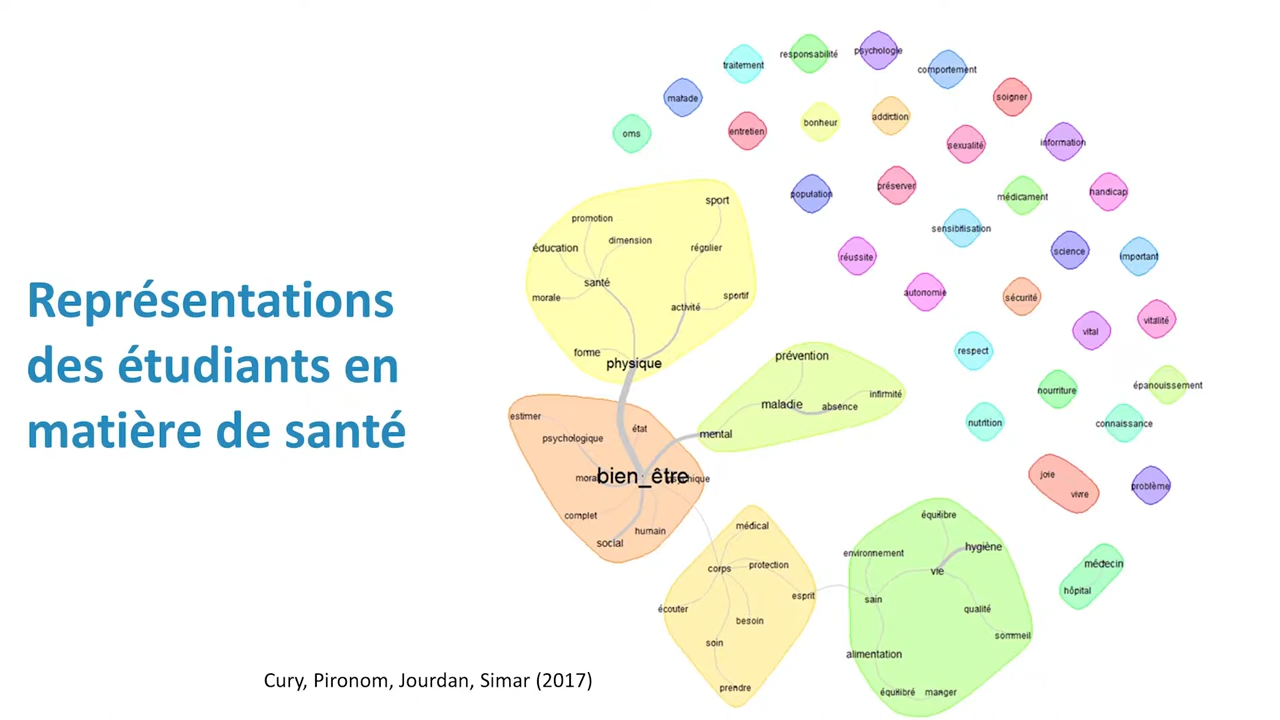 Représentations
des étudiants en
matière de santé
Cury, Pironom, Jourdan, Simar (2017)
psychologie
responsabilité
traitement
comportement
malade
soigner
oms
entretien
bonheur
addiction
sexualité
information
population
préserver
médicament
handicap
sensibilisation
réussite
science
important
autonomie
sécurité
vital
vitalité
respect
nourriture
épanouissement
nutrition
connaissance
joie
vivre
problème
médecin
hôpital
sport
promotion
dimension
éducation
régulier
santé
morale
sportif
activité
forme
physique
prévention
maladie
absence
infirmité
mental
estimer
état
psychologique
bien_être
moral
psychique
complet
humain
social
médical
corps
protection
esprit
écouter
besoin
soin
prendre
équilibre
hygiène
environnement
vie
sain
qualité
sommeil
alimentation
équilibré
manger